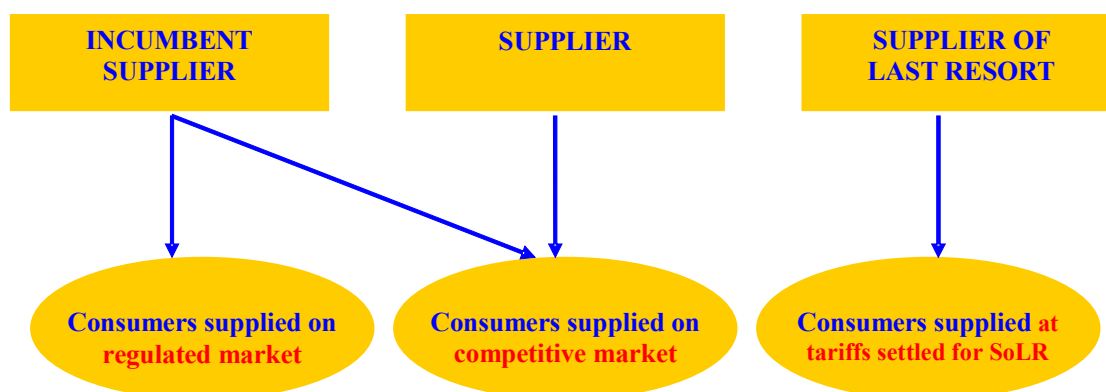 INCUMBENT
SUPPLIER
SUPPLIER
SUPPLIER OF
LAST RESORT
Consumers supplied on
regulated market
Consumers supplied on
competitive market
Consumers supplied at
tariffs settled for SoLR